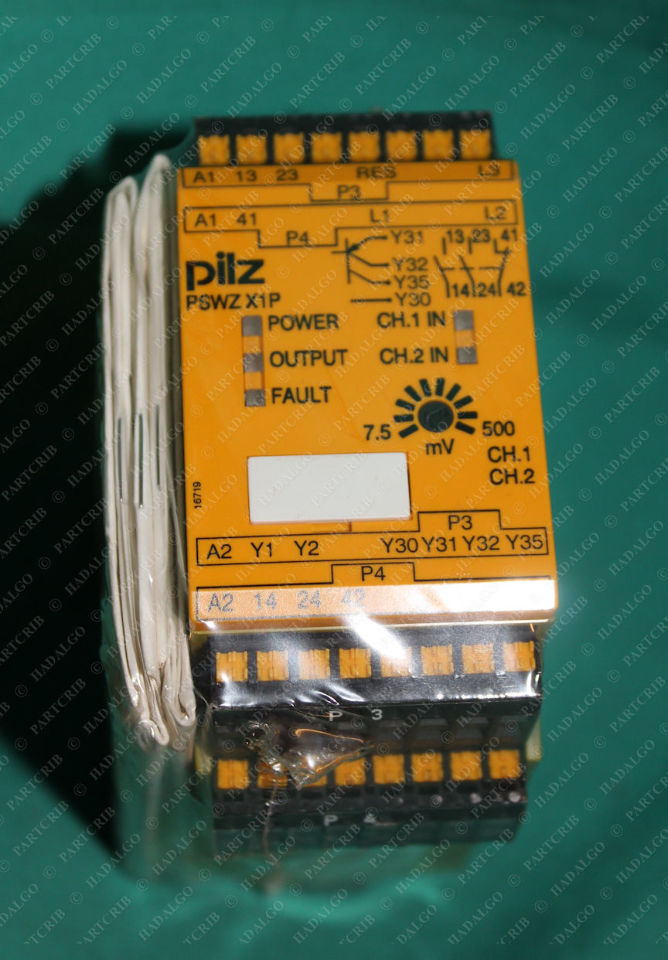 A1 13 23 RES L3
P3
A1 41 L1 L2
P4
Y31
Y32
Y35
Y30
13 23 41
14 24 42
pilz
PSWZ X1P
POWER CH.1 IN
OUTPUT CH.2 IN
FAULT
7.5 500
mV
CH.1
CH.2
16719
P3
A2 Y1 Y2 Y30 Y31 Y32 Y35
P4
A2 14 24 42
P 3
P 4
© PARTCRIB © HADALGO